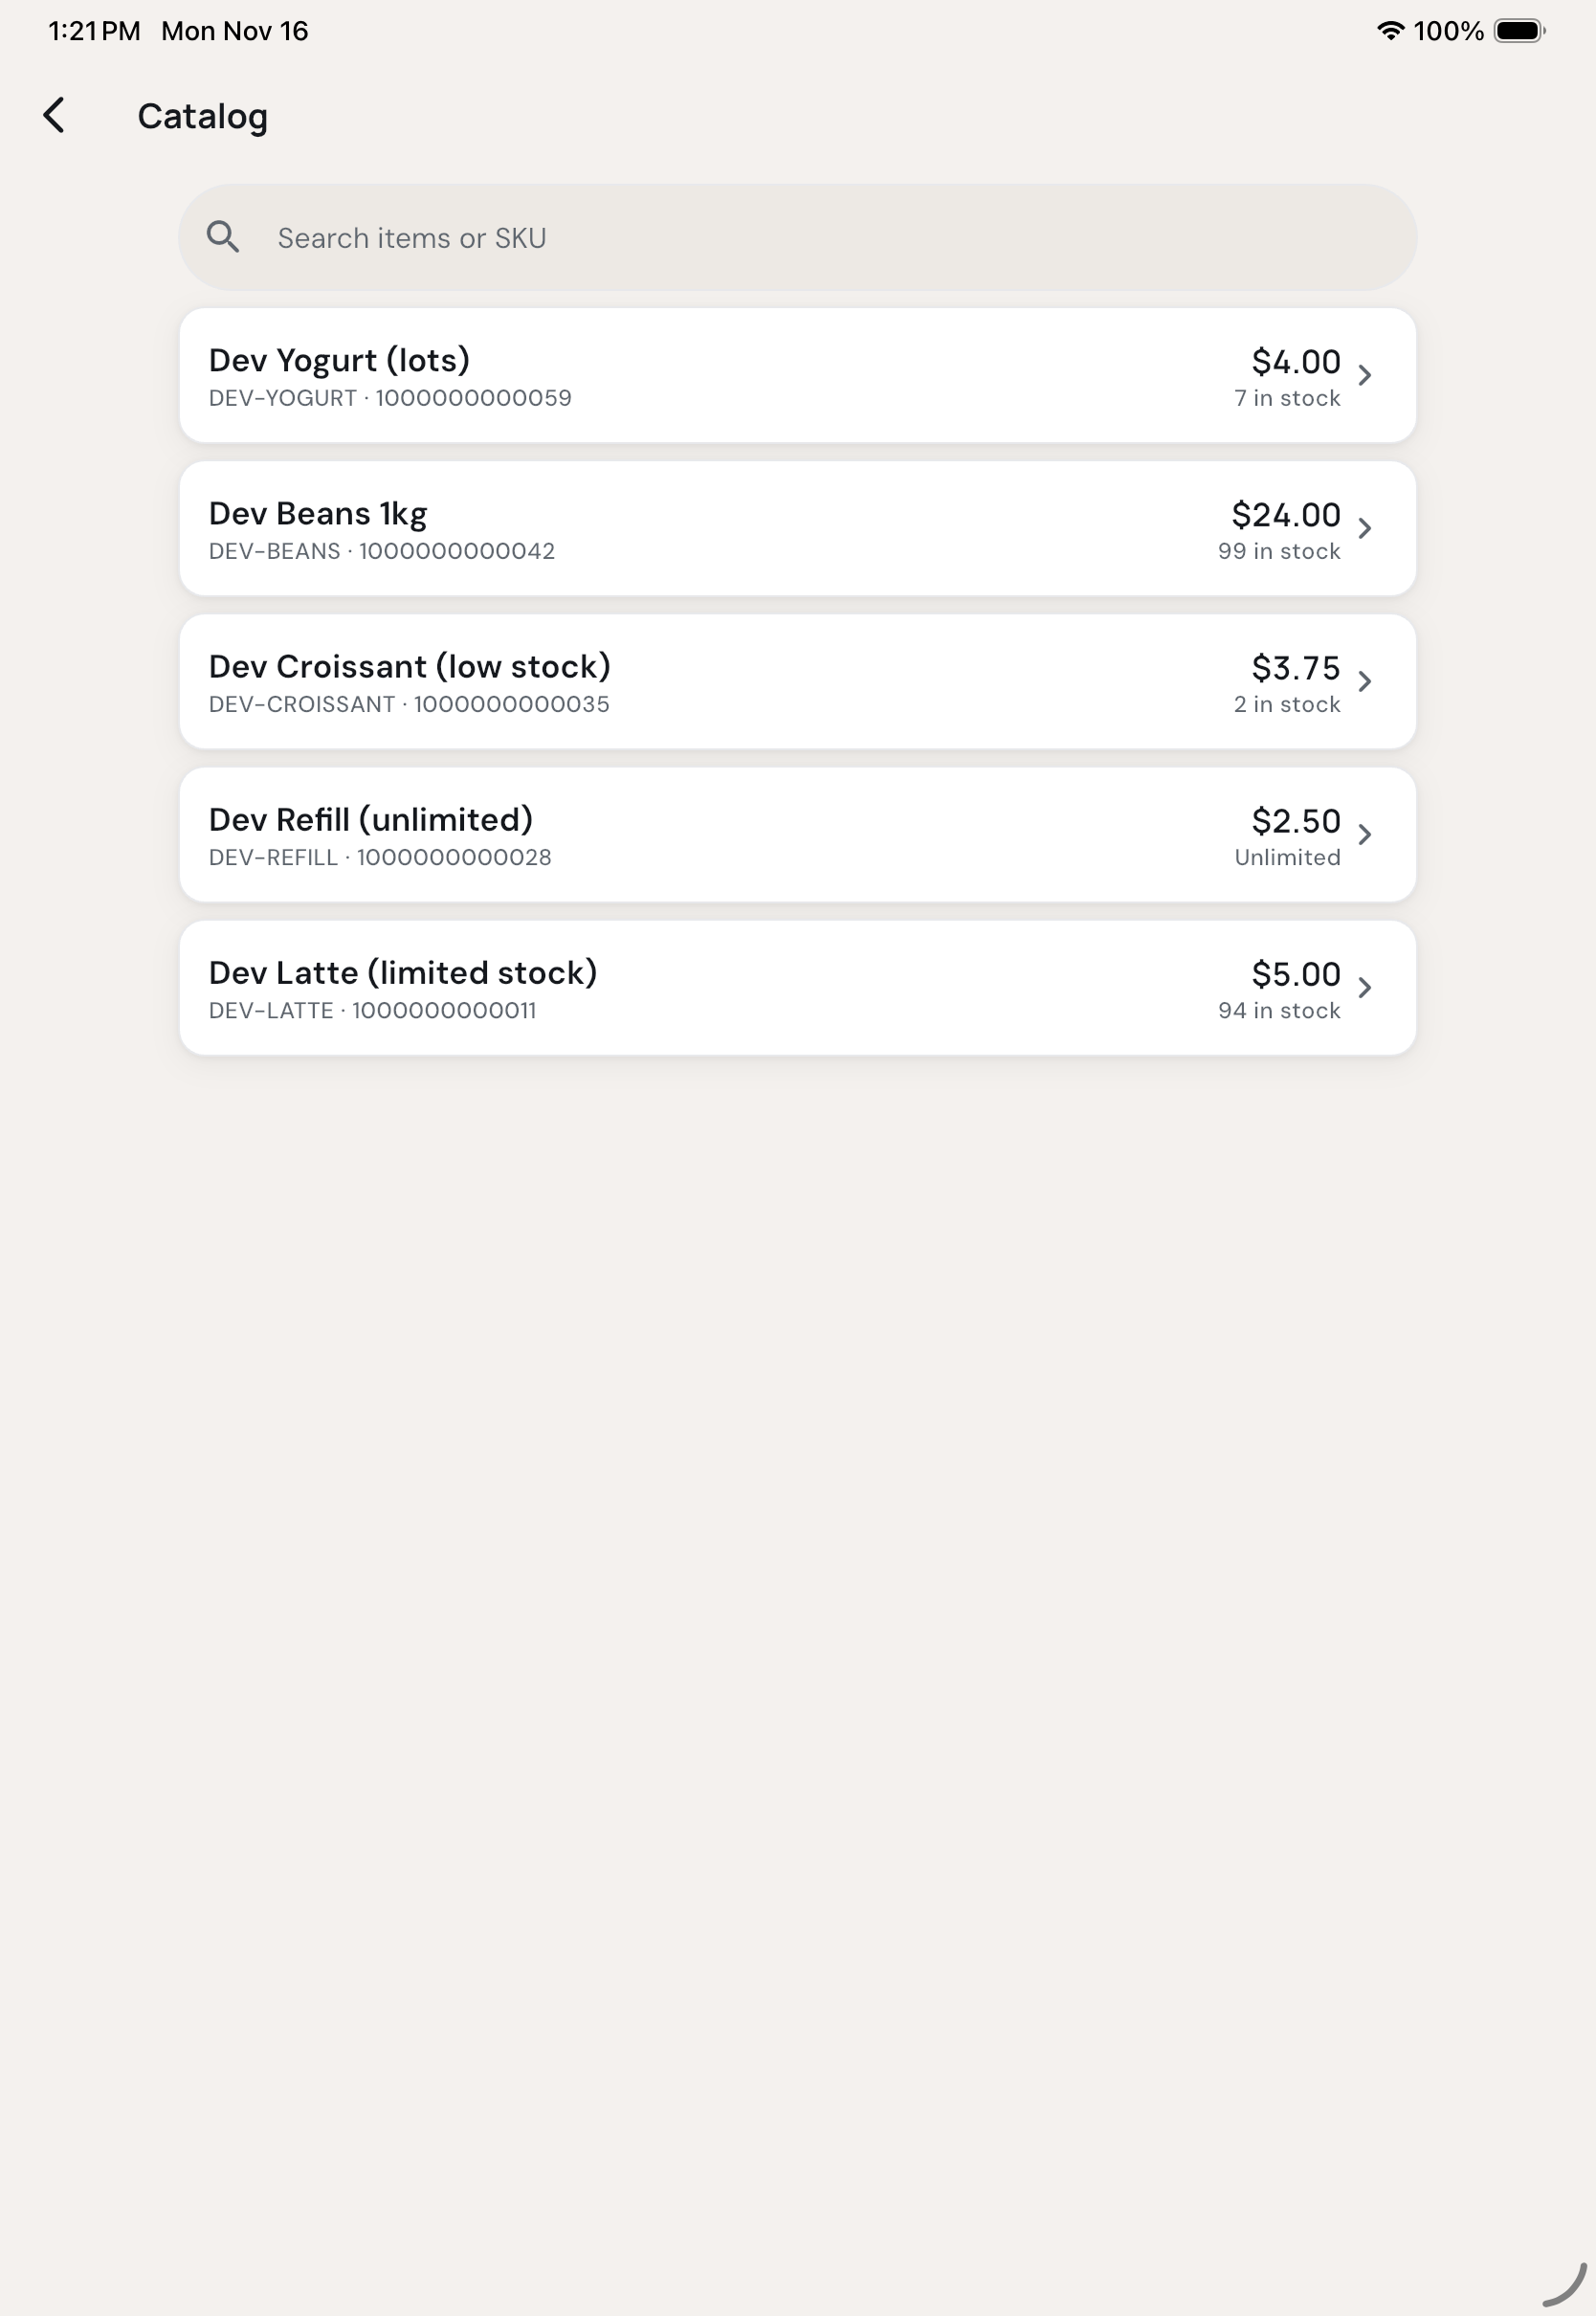 1:21 PM Mon Nov 16 100%
Catalog
Search items or SKU
Dev Yogurt (lots) $4.00
DEV-YOGURT · 1000000000059 7 in stock
Dev Beans 1kg $24.00
DEV-BEANS · 1000000000042 99 in stock
Dev Croissant (low stock) $3.75
DEV-CROISSANT · 1000000000035 2 in stock
Dev Refill (unlimited) $2.50
DEV-REFILL · 1000000000028 Unlimited
Dev Latte (limited stock) $5.00
DEV-LATTE · 1000000000011 94 in stock